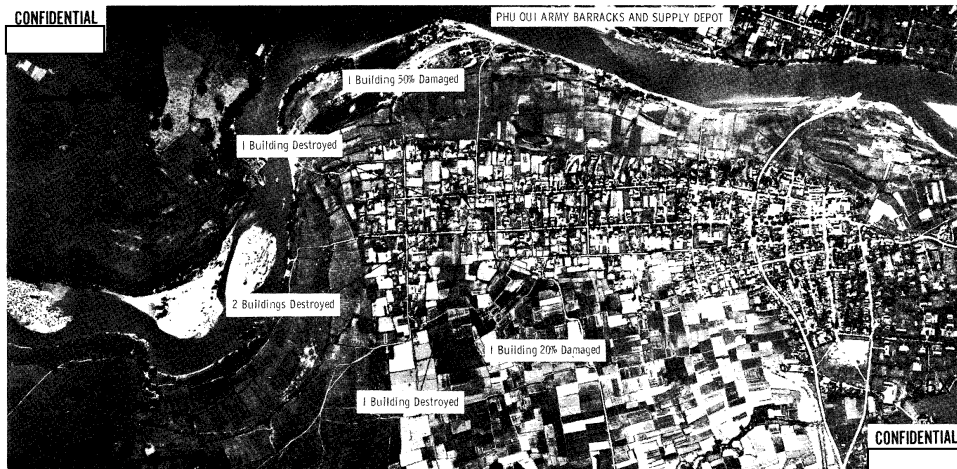 CONFIDENTIAL
PHU QUI ARMY BARRACKS AND SUPPLY DEPOT
1 Building 50% Damaged
1 Building Destroyed
2 Buildings Destroyed
1 Building 20% Damaged
1 Building Destroyed
CONFIDENTIAL